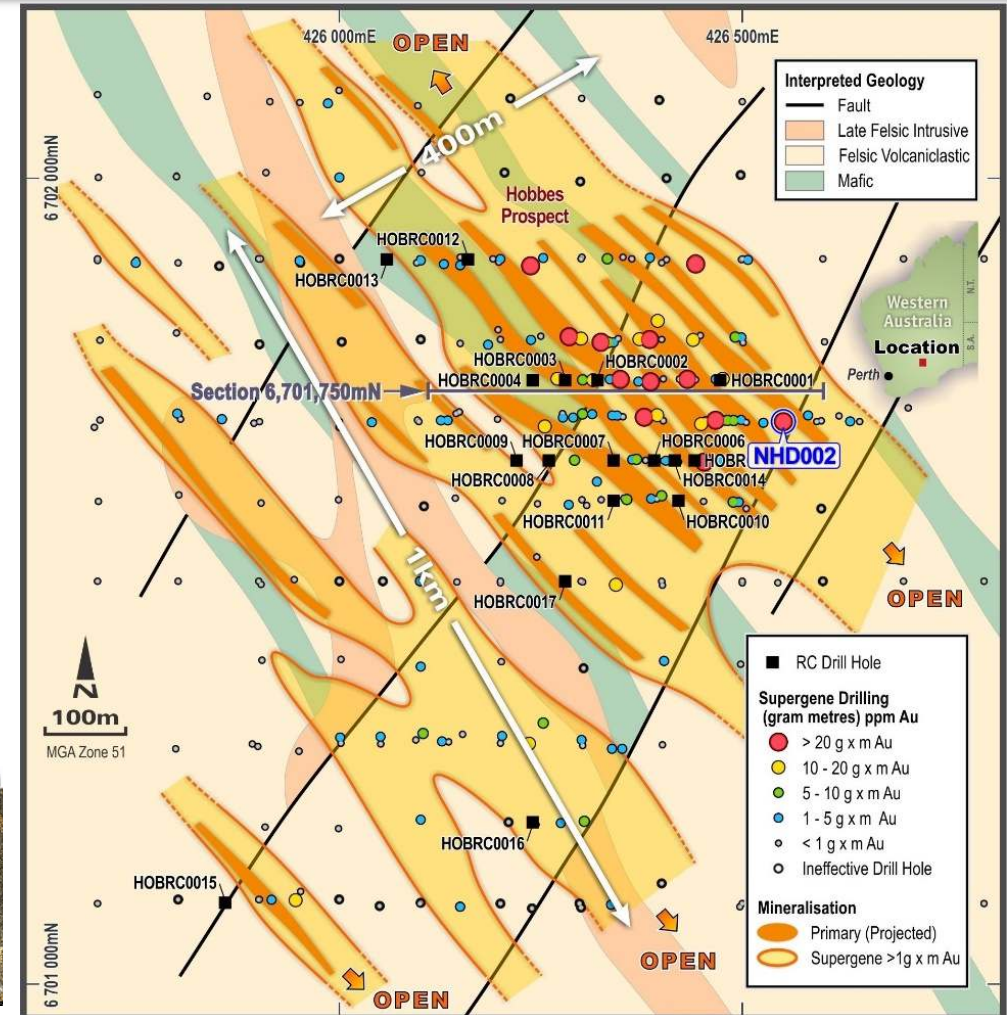 426 000mE
426 500mE
OPEN
400m
Interpreted Geology
Fault
Late Felsic Intrusive
Felsic Volcaniclastic
Mafic
6 702 000mN
Hobbes
Prospect
HOBRC0012
HOBRC0013
Western
Australia
N.T.
S.A.
Location
Perth
HOBRC0003
HOBRC0002
HOBRC0004
HOBRC0001
Section 6,701,750mN
HOBRC0009
HOBRC0007
HOBRC0006
HOBR
NHD002
HOBRC0008
HOBRC0014
HOBRC0011
HOBRC0010
1km
OPEN
HOBRC0017
N
100m
MGA Zone 51
RC Drill Hole
Supergene Drilling
(gram metres) ppm Au
> 20 g x m Au
10 - 20 g x m Au
5 - 10 g x m Au
1 - 5 g x m Au
< 1 g x m Au
Ineffective Drill Hole
Mineralisation
Primary (Projected)
Supergene >1g x m Au
HOBRC0016
HOBRC0015
6 701 000mN
OPEN
OPEN